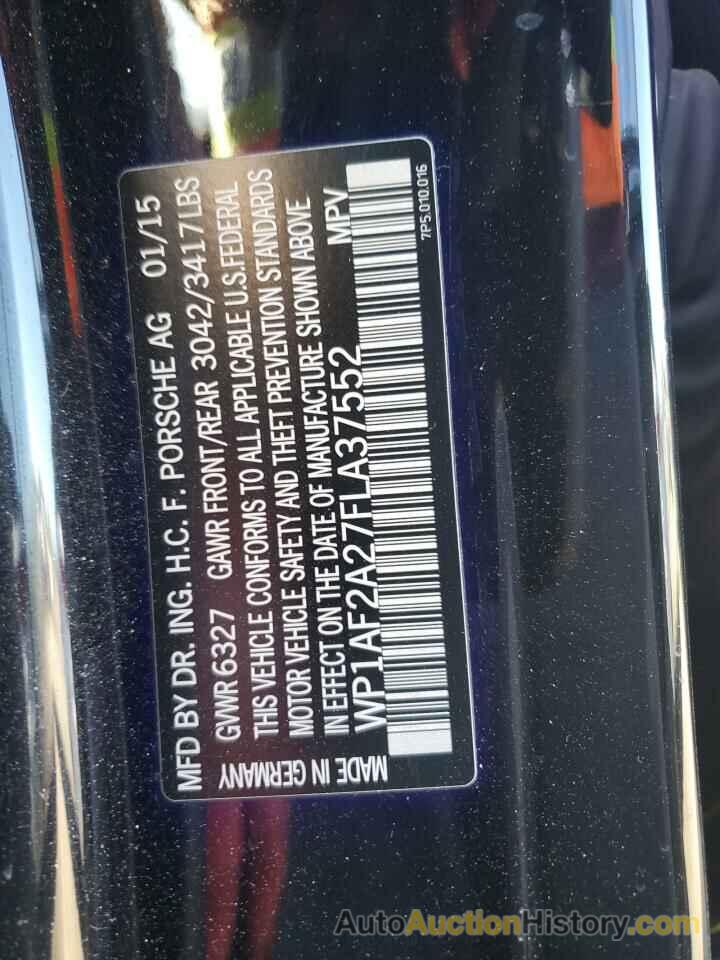 MFD BY DR. ING. H.C. F. PORSCHE AG 01/15
GVWR 6327 GAWR FRONT/REAR 3042/3417 LBS
THIS VEHICLE CONFORMS TO ALL APPLICABLE U.S. FEDERAL
MOTOR VEHICLE SAFETY AND THEFT PREVENTION STANDARDS
IN EFFECT ON THE DATE OF MANUFACTURE SHOWN ABOVE
WP1AF2A27FLA37552 MPV
MADE IN GERMANY
7P5.010.016
AutoAuctionHistory.com